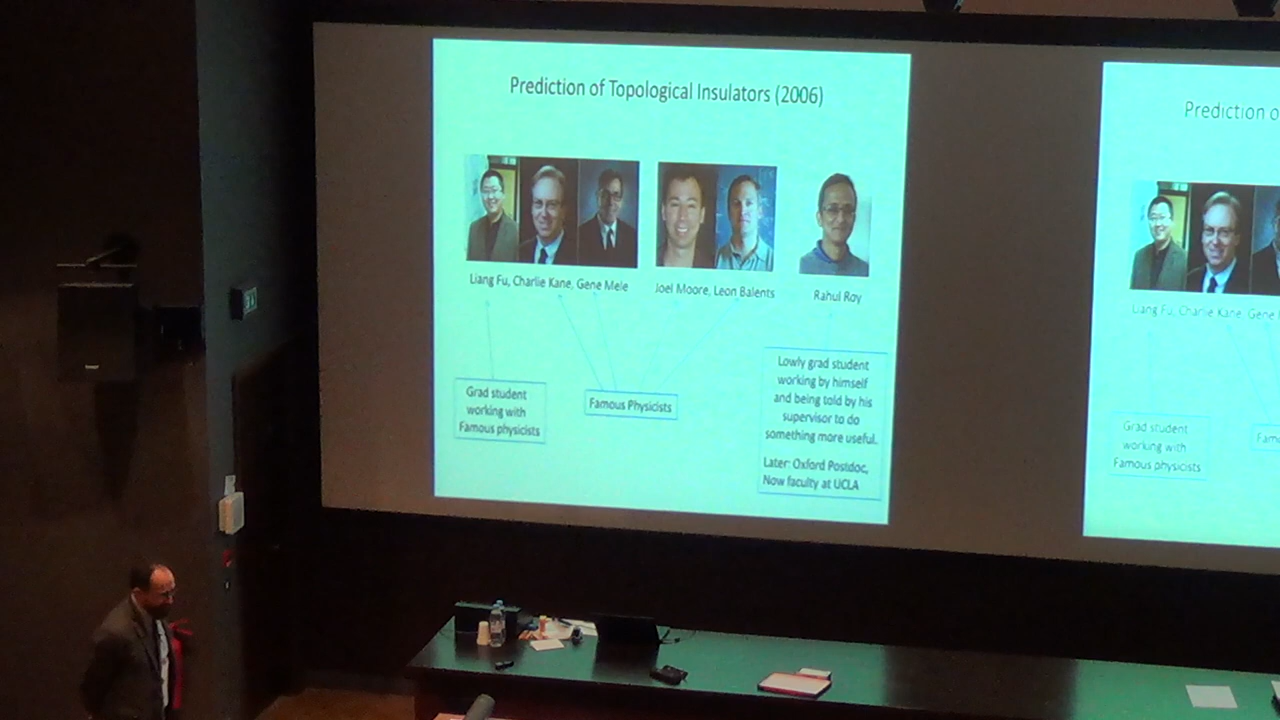 Prediction of Topological Insulators (2006)
Liang Fu, Charlie Kane, Gene Mele
Joel Moore, Leon Balents
Rahul Roy
Grad student
working with
Famous physicists
Famous Physicists
Lowly grad student
working by himself
and being told by his
supervisor to do
something more useful.
Later: Oxford Postdoc,
Now faculty at UCLA
Prediction o
Liang Fu, Charlie Kane, Gene
Grad student
working with
Famous physicists
Famo